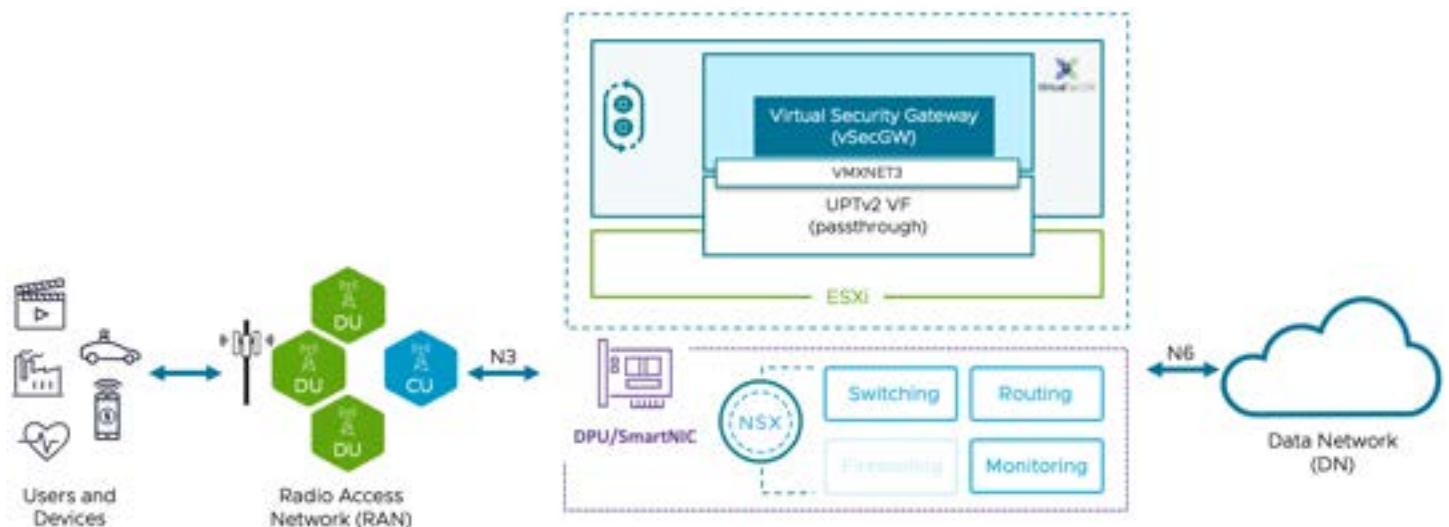 Virtual Security Gateway
(vSecGW)
VMXNET3
UPTv2 VF
(passthrough)
ESXi
DU
DU
CU
DU
N3
N6
DPU/SmartNIC
NSX
Switching
Routing
Firewalling
Monitoring
Users and
Devices
Radio Access
Network (RAN)
Data Network
(DN)